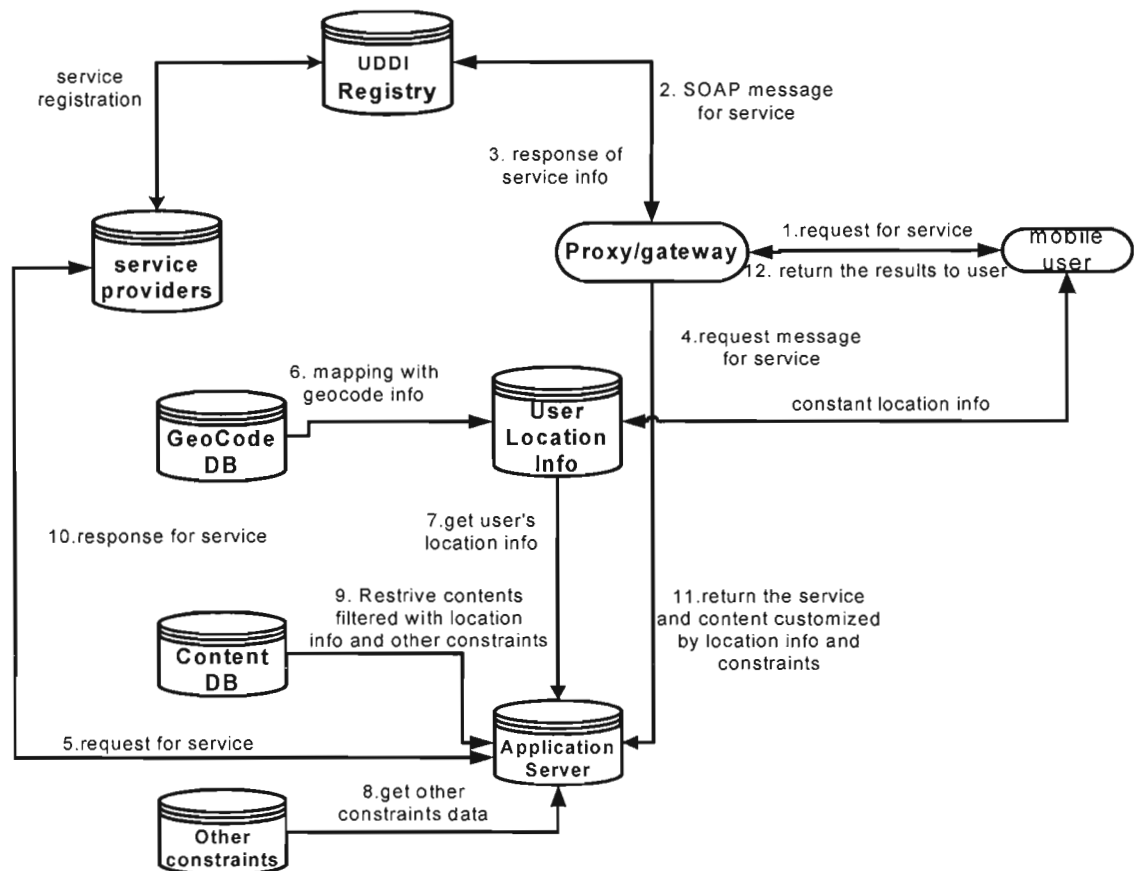 UDDI
Registry
service
registration
2. SOAP message
for service
3. response of
service info
service
providers
Proxy/gateway
1.request for service
12. return the results to user
mobile
user
4.request message
for service
6. mapping with
geocode info
GeoCode
DB
User
Location
Info
constant location info
10.response for service
7.get user's
location info
9. Restrive contents
filtered with location
info and other constraints
11.return the service
and content customized
by location info and
constraints
Content
DB
5.request for service
Application
Server
8.get other
constraints data
Other
constraints